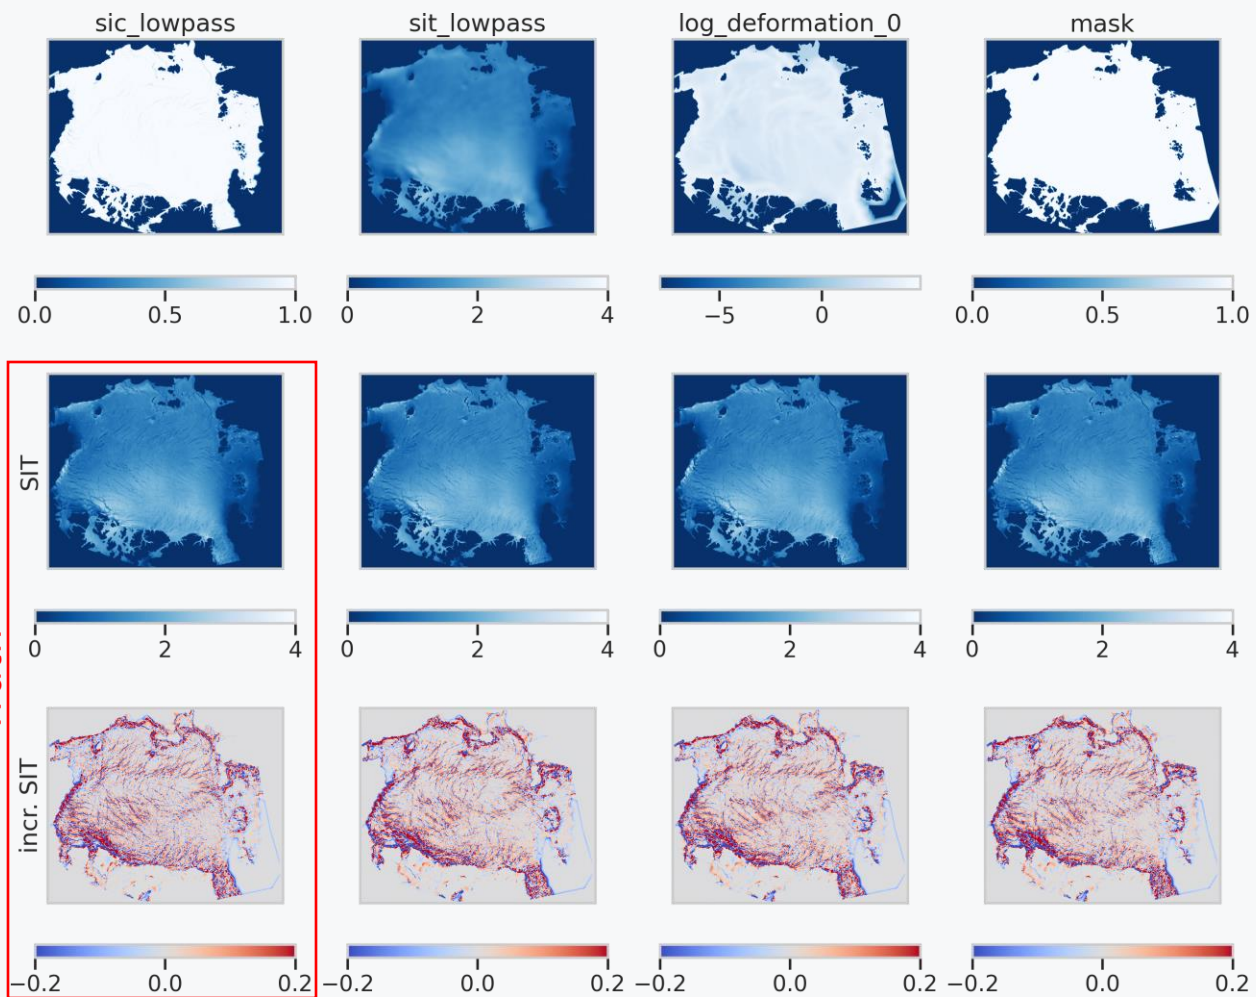 sic_lowpass sit_lowpass log_deformation_0 mask
0.0 0.5 1.0 0 2 4 −5 0 0.0 0.5 1.0
SIT
0 2 4 0 2 4 0 2 4 0 2 4
incr. SIT
−0.2 0.0 0.2 −0.2 0.0 0.2 −0.2 0.0 0.2 −0.2 0.0 0.2